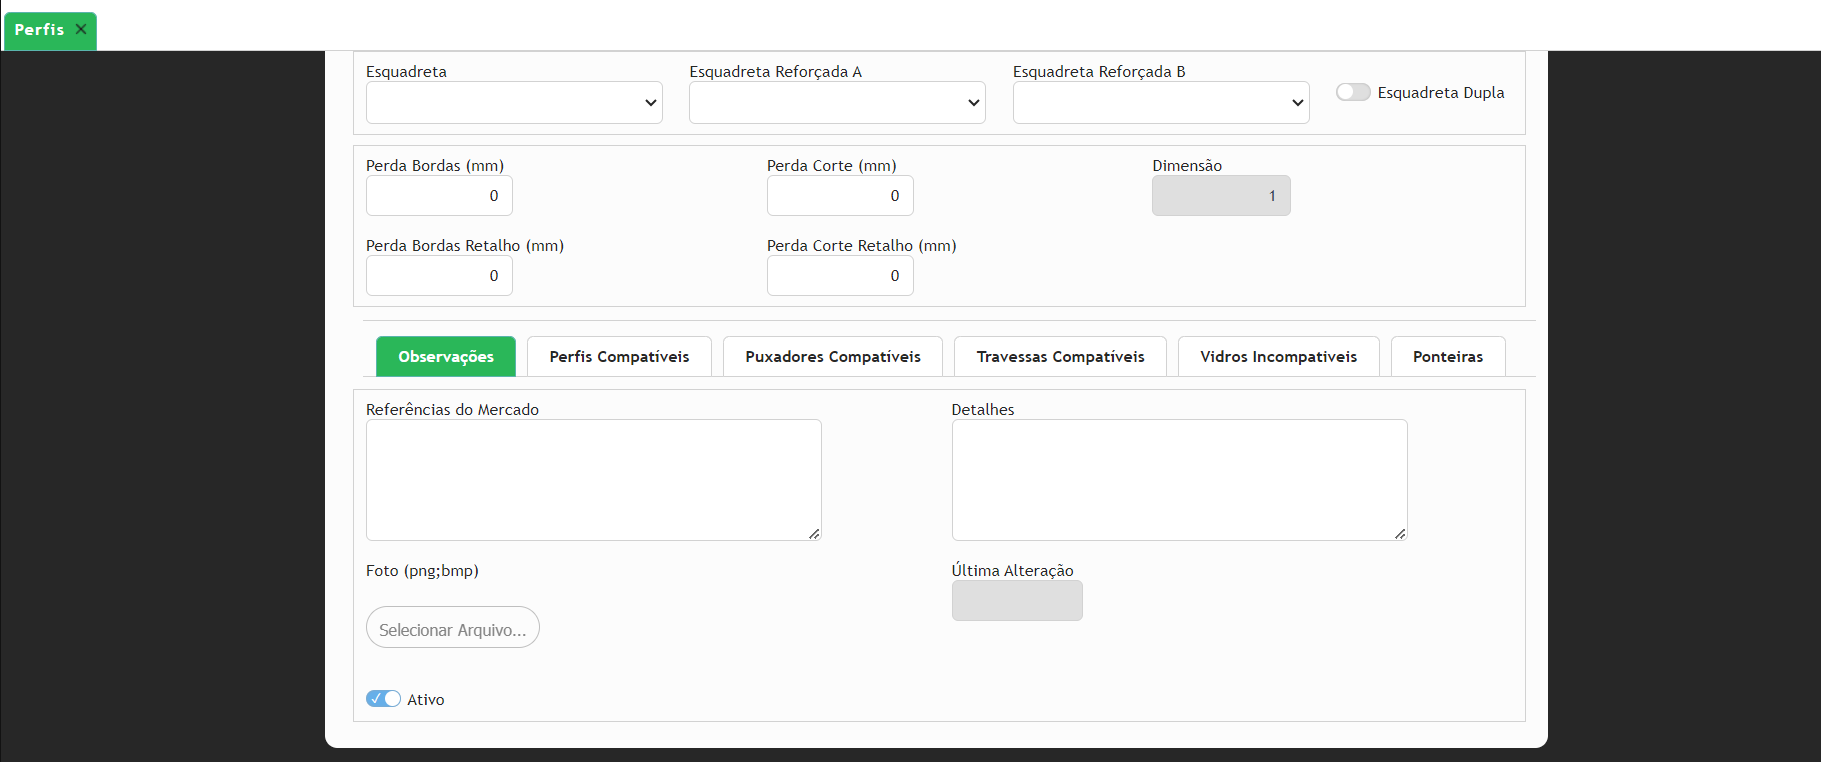 Perfis ✕
Esquadreta Esquadreta Reforçada A Esquadreta Reforçada B
Esquadreta Dupla
Perda Bordas (mm) Perda Corte (mm) Dimensão
0 0 1
Perda Bordas Retalho (mm) Perda Corte Retalho (mm)
0 0
Observações Perfis Compatíveis Puxadores Compatíveis Travessas Compatíveis Vidros Incompativeis Ponteiras
Referências do Mercado Detalhes
Foto (png;bmp) Última Alteração
Selecionar Arquivo...
Ativo